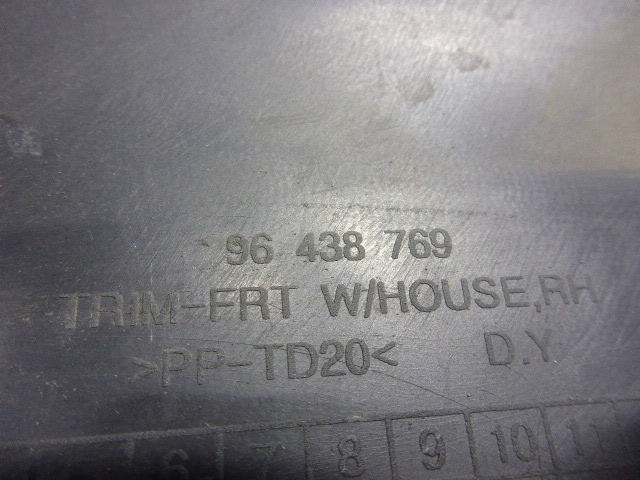 96 438 769
TRIM-FRT W/HOUSE,RH
>PP-TD20< D.Y
6 7 8 9 10 11